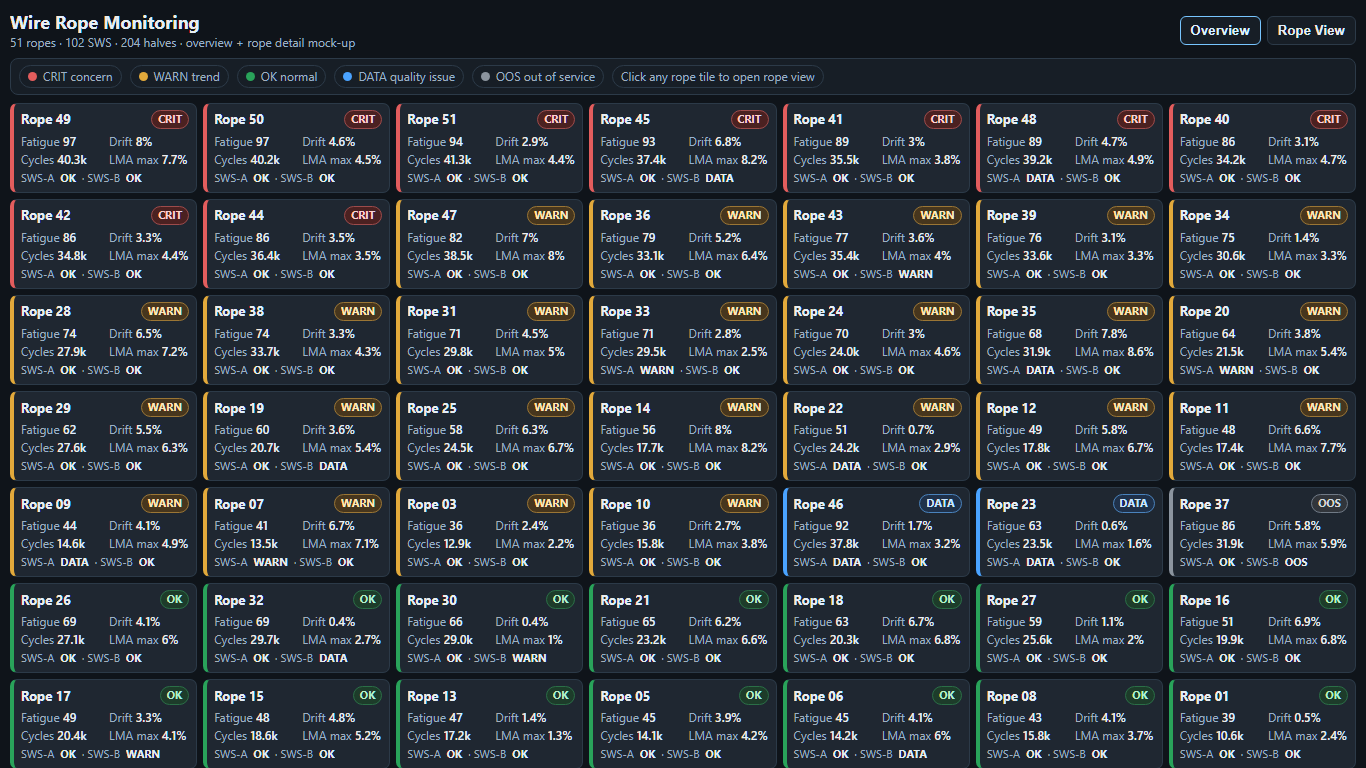 Wire Rope Monitoring
51 ropes · 102 SWS · 204 halves · overview + rope detail mock-up
Overview
Rope View
CRIT concern
WARN trend
OK normal
DATA quality issue
OOS out of service
Click any rope tile to open rope view
Rope 49 CRIT
Fatigue 97 Drift 8%
Cycles 40.3k LMA max 7.7%
SWS-A OK · SWS-B OK
Rope 50 CRIT
Fatigue 97 Drift 4.6%
Cycles 40.2k LMA max 4.5%
SWS-A OK · SWS-B OK
Rope 51 CRIT
Fatigue 94 Drift 2.9%
Cycles 41.3k LMA max 4.4%
SWS-A OK · SWS-B OK
Rope 45 CRIT
Fatigue 93 Drift 6.8%
Cycles 37.4k LMA max 8.2%
SWS-A OK · SWS-B DATA
Rope 41 CRIT
Fatigue 89 Drift 3%
Cycles 35.5k LMA max 3.8%
SWS-A OK · SWS-B OK
Rope 48 CRIT
Fatigue 89 Drift 4.7%
Cycles 39.2k LMA max 4.9%
SWS-A DATA · SWS-B OK
Rope 40 CRIT
Fatigue 86 Drift 3.1%
Cycles 34.2k LMA max 4.7%
SWS-A OK · SWS-B OK
Rope 42 CRIT
Fatigue 86 Drift 3.3%
Cycles 34.8k LMA max 4.4%
SWS-A OK · SWS-B OK
Rope 44 CRIT
Fatigue 86 Drift 3.5%
Cycles 36.4k LMA max 3.5%
SWS-A OK · SWS-B OK
Rope 47 WARN
Fatigue 82 Drift 7%
Cycles 38.5k LMA max 8%
SWS-A OK · SWS-B OK
Rope 36 WARN
Fatigue 79 Drift 5.2%
Cycles 33.1k LMA max 6.4%
SWS-A OK · SWS-B OK
Rope 43 WARN
Fatigue 77 Drift 3.6%
Cycles 35.4k LMA max 4%
SWS-A OK · SWS-B WARN
Rope 39 WARN
Fatigue 76 Drift 3.1%
Cycles 33.6k LMA max 3.3%
SWS-A OK · SWS-B OK
Rope 34 WARN
Fatigue 75 Drift 1.4%
Cycles 30.6k LMA max 3.3%
SWS-A OK · SWS-B OK
Rope 28 WARN
Fatigue 74 Drift 6.5%
Cycles 27.9k LMA max 7.2%
SWS-A OK · SWS-B OK
Rope 38 WARN
Fatigue 74 Drift 3.3%
Cycles 33.7k LMA max 4.3%
SWS-A OK · SWS-B OK
Rope 31 WARN
Fatigue 71 Drift 4.5%
Cycles 29.8k LMA max 5%
SWS-A OK · SWS-B OK
Rope 33 WARN
Fatigue 71 Drift 2.8%
Cycles 29.5k LMA max 2.5%
SWS-A WARN · SWS-B OK
Rope 24 WARN
Fatigue 70 Drift 3%
Cycles 24.0k LMA max 4.6%
SWS-A OK · SWS-B OK
Rope 35 WARN
Fatigue 68 Drift 7.8%
Cycles 31.9k LMA max 8.6%
SWS-A DATA · SWS-B OK
Rope 20 WARN
Fatigue 64 Drift 3.8%
Cycles 21.5k LMA max 5.4%
SWS-A WARN · SWS-B OK
Rope 29 WARN
Fatigue 62 Drift 5.5%
Cycles 27.6k LMA max 6.3%
SWS-A OK · SWS-B OK
Rope 19 WARN
Fatigue 60 Drift 3.6%
Cycles 20.7k LMA max 5.4%
SWS-A OK · SWS-B DATA
Rope 25 WARN
Fatigue 58 Drift 6.3%
Cycles 24.5k LMA max 6.7%
SWS-A OK · SWS-B OK
Rope 14 WARN
Fatigue 56 Drift 8%
Cycles 17.7k LMA max 8.2%
SWS-A OK · SWS-B OK
Rope 22 WARN
Fatigue 51 Drift 0.7%
Cycles 24.2k LMA max 2.9%
SWS-A DATA · SWS-B OK
Rope 12 WARN
Fatigue 49 Drift 5.8%
Cycles 17.8k LMA max 6.7%
SWS-A OK · SWS-B OK
Rope 11 WARN
Fatigue 48 Drift 6.6%
Cycles 17.4k LMA max 7.7%
SWS-A OK · SWS-B OK
Rope 09 WARN
Fatigue 44 Drift 4.1%
Cycles 14.6k LMA max 4.9%
SWS-A DATA · SWS-B OK
Rope 07 WARN
Fatigue 41 Drift 6.7%
Cycles 13.5k LMA max 7.1%
SWS-A WARN · SWS-B OK
Rope 03 WARN
Fatigue 36 Drift 2.4%
Cycles 12.9k LMA max 2.2%
SWS-A OK · SWS-B OK
Rope 10 WARN
Fatigue 36 Drift 2.7%
Cycles 15.8k LMA max 3.8%
SWS-A OK · SWS-B OK
Rope 46 DATA
Fatigue 92 Drift 1.7%
Cycles 37.8k LMA max 3.2%
SWS-A DATA · SWS-B OK
Rope 23 DATA
Fatigue 63 Drift 0.6%
Cycles 23.5k LMA max 1.6%
SWS-A DATA · SWS-B OK
Rope 37 OOS
Fatigue 86 Drift 5.8%
Cycles 31.9k LMA max 5.9%
SWS-A OK · SWS-B OOS
Rope 26 OK
Fatigue 69 Drift 4.1%
Cycles 27.1k LMA max 6%
SWS-A OK · SWS-B OK
Rope 32 OK
Fatigue 69 Drift 0.4%
Cycles 29.7k LMA max 2.7%
SWS-A OK · SWS-B DATA
Rope 30 OK
Fatigue 66 Drift 0.4%
Cycles 29.0k LMA max 1%
SWS-A OK · SWS-B WARN
Rope 21 OK
Fatigue 65 Drift 6.2%
Cycles 23.2k LMA max 6.6%
SWS-A OK · SWS-B OK
Rope 18 OK
Fatigue 63 Drift 6.7%
Cycles 20.3k LMA max 6.8%
SWS-A OK · SWS-B OK
Rope 27 OK
Fatigue 59 Drift 1.1%
Cycles 25.6k LMA max 2%
SWS-A OK · SWS-B OK
Rope 16 OK
Fatigue 51 Drift 6.9%
Cycles 19.9k LMA max 6.8%
SWS-A OK · SWS-B OK
Rope 17 OK
Fatigue 49 Drift 3.3%
Cycles 20.4k LMA max 4.1%
SWS-A OK · SWS-B WARN
Rope 15 OK
Fatigue 48 Drift 4.8%
Cycles 18.6k LMA max 5.2%
SWS-A OK · SWS-B OK
Rope 13 OK
Fatigue 47 Drift 1.4%
Cycles 17.2k LMA max 1.3%
SWS-A OK · SWS-B OK
Rope 05 OK
Fatigue 45 Drift 3.9%
Cycles 14.1k LMA max 4.2%
SWS-A OK · SWS-B OK
Rope 06 OK
Fatigue 45 Drift 4.1%
Cycles 14.2k LMA max 6%
SWS-A OK · SWS-B DATA
Rope 08 OK
Fatigue 43 Drift 4.1%
Cycles 15.8k LMA max 3.7%
SWS-A OK · SWS-B OK
Rope 01 OK
Fatigue 39 Drift 0.5%
Cycles 10.6k LMA max 2.4%
SWS-A OK · SWS-B OK